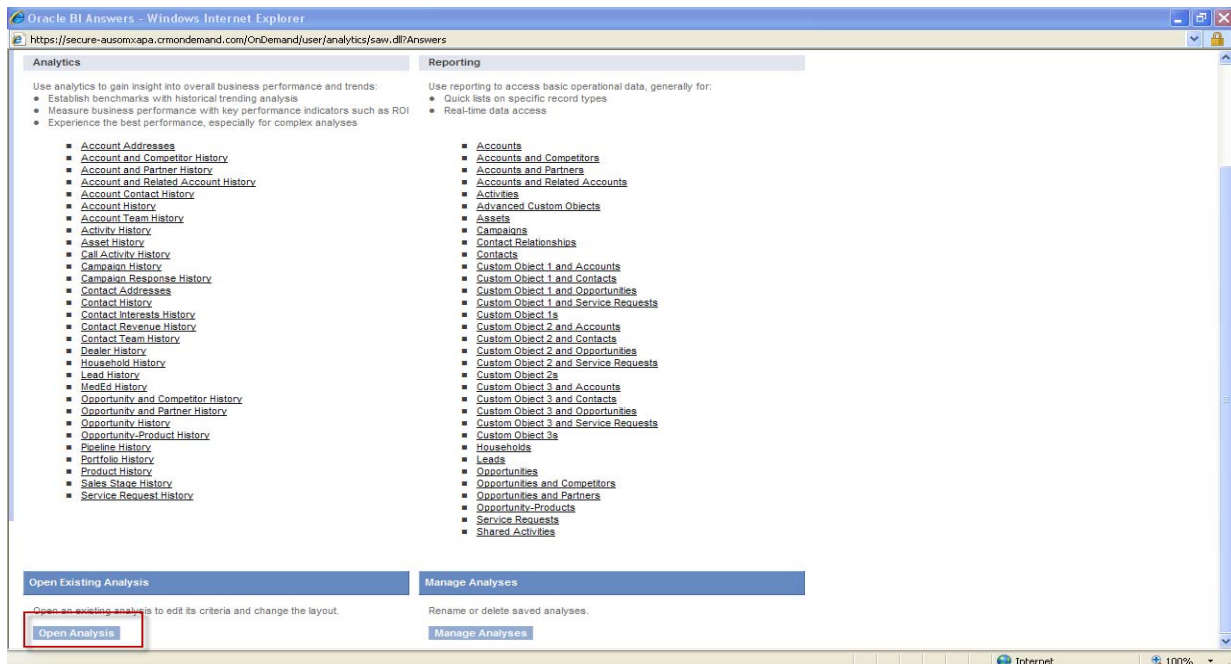 Oracle BI Answers - Windows Internet Explorer
https://secure-ausomxapa.crmondemand.com/OnDemand/user/analytics/saw.dll?Answers
Analytics
Use analytics to gain insight into overall business performance and trends:
Establish benchmarks with historical trending analysis
Measure business performance with key performance indicators such as ROI
Experience the best performance, especially for complex analyses
Account Addresses
Account and Competitor History
Account and Partner History
Account and Related Account History
Account Contact History
Account History
Account Team History
Activity History
Asset History
Call Activity History
Campaign History
Campaign Response History
Contact Addresses
Contact History
Contact Interests History
Contact Revenue History
Contact Team History
Dealer History
Household History
Lead History
MedEd History
Opportunity and Competitor History
Opportunity and Partner History
Opportunity History
Opportunity-Product History
Pipeline History
Portfolio History
Product History
Sales Stage History
Service Request History
Reporting
Use reporting to access basic operational data, generally for:
Quick lists on specific record types
Real-time data access
Accounts
Accounts and Competitors
Accounts and Partners
Accounts and Related Accounts
Activities
Advanced Custom Objects
Assets
Campaigns
Contact Relationships
Contacts
Custom Object 1 and Accounts
Custom Object 1 and Contacts
Custom Object 1 and Opportunities
Custom Object 1 and Service Requests
Custom Object 1s
Custom Object 2 and Accounts
Custom Object 2 and Contacts
Custom Object 2 and Opportunities
Custom Object 2 and Service Requests
Custom Object 2s
Custom Object 3 and Accounts
Custom Object 3 and Contacts
Custom Object 3 and Opportunities
Custom Object 3 and Service Requests
Custom Object 3s
Households
Leads
Opportunities
Opportunities and Competitors
Opportunities and Partners
Opportunity-Products
Service Requests
Shared Activities
Open Existing Analysis
Open an existing analysis to edit its criteria and change the layout.
Open Analysis
Manage Analyses
Rename or delete saved analyses.
Manage Analyses
Internet
100%